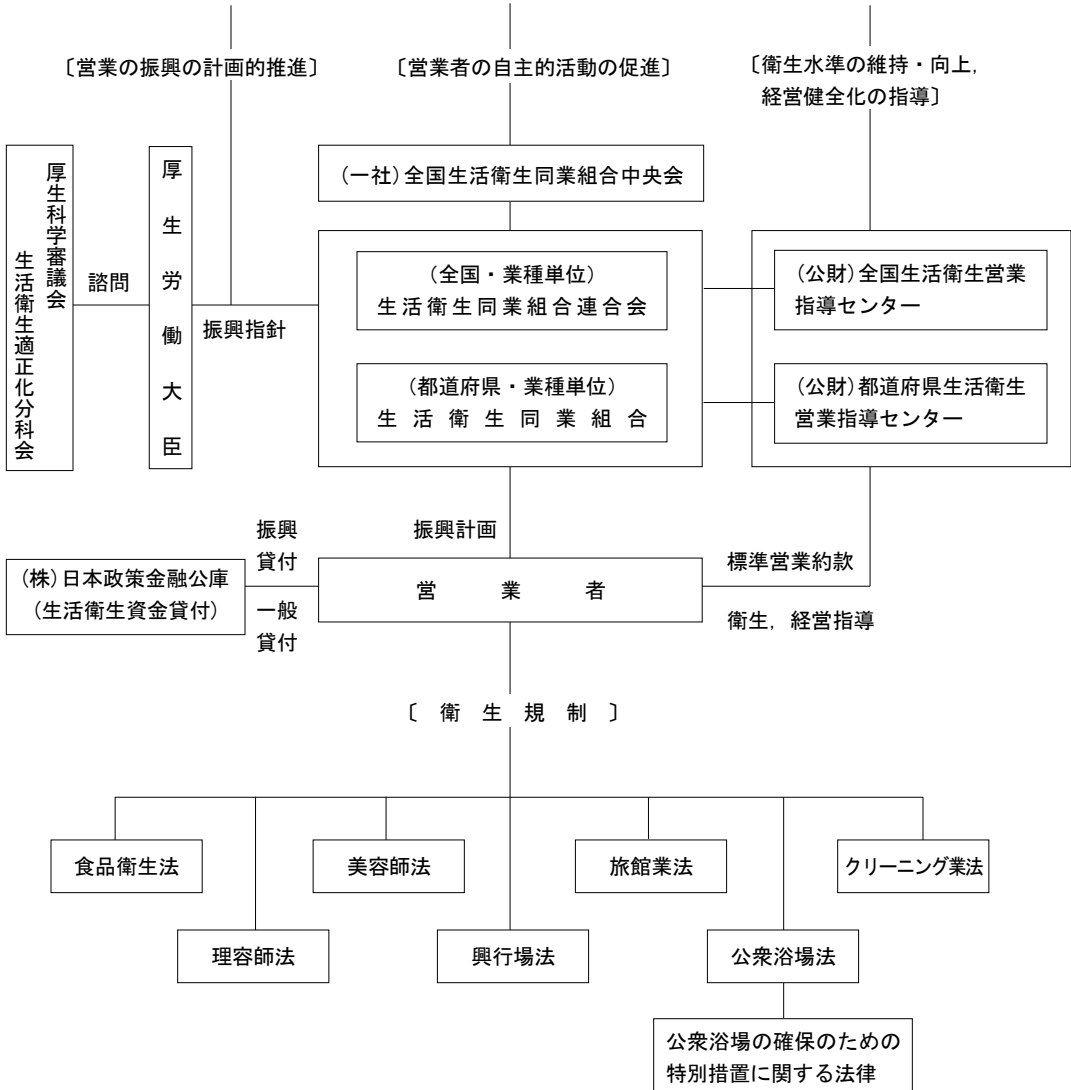 〔営業の振興の計画的推進〕
〔営業者の自主的活動の促進〕
〔衛生水準の維持・向上,
経営健全化の指導〕
(一社)全国生活衛生同業組合中央会
厚生科学審議会
生活衛生適正化分科会
諮問
厚生労働大臣
振興指針
(全国・業種単位)
生活衛生同業組合連合会
(都道府県・業種単位)
生活衛生同業組合
(公財)全国生活衛生営業
指導センター
(公財)都道府県生活衛生
営業指導センター
振興計画
振興
貸付
一般
貸付
(株)日本政策金融公庫
(生活衛生資金貸付)
営業者
標準営業約款
衛生,経営指導
〔衛生規制〕
食品衛生法
美容師法
旅館業法
クリーニング業法
理容師法
興行場法
公衆浴場法
公衆浴場の確保のための
特別措置に関する法律